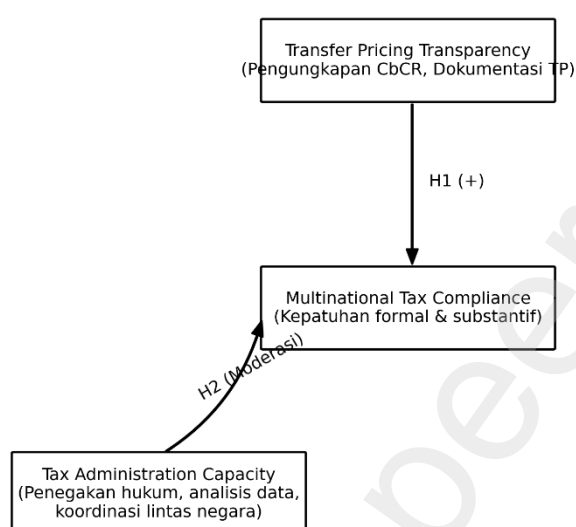 Transfer Pricing Transparency
(Pengungkapan CbCR, Dokumentasi TP)
H1 (+)
Multinational Tax Compliance
(Kepatuhan formal & substantif)
H2 (Moderasi)
Tax Administration Capacity
(Penegakan hukum, analisis data,
koordinasi lintas negara)
peer